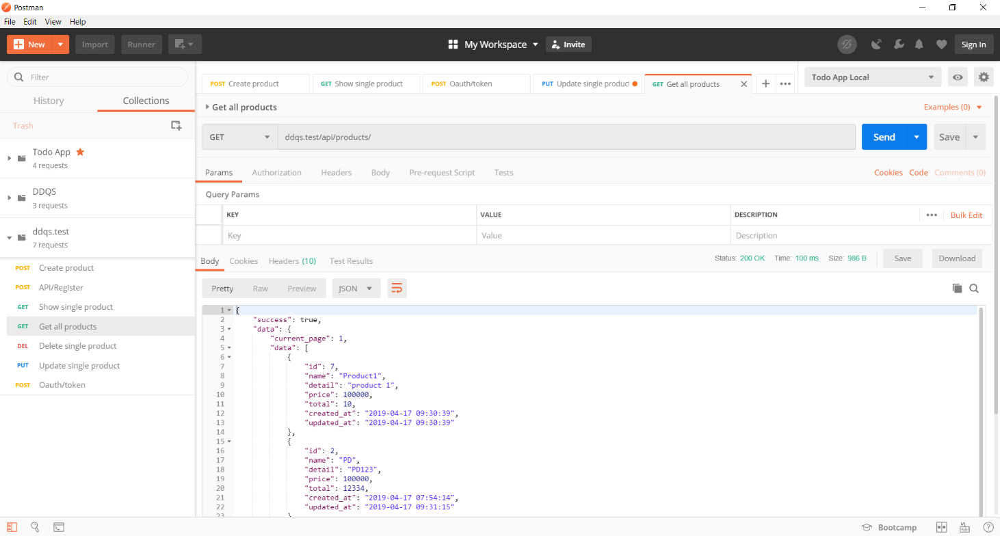 Postman
File Edit View Help
New Import Runner My Workspace Invite Sign In
Filter
History Collections
Trash
Todo App
4 requests
DDQS
3 requests
ddqs.test
7 requests
POST Create product
POST API/Register
GET Show single product
GET Get all products
DEL Delete single product
PUT Update single product
POST Oauth/token
POST Create product GET Show single product POST Oauth/token PUT Update single product GET Get all products Todo App Local
Get all products Examples (0)
GET ddqs.test/api/products/ Send Save
Params Authorization Headers Body Pre-request Script Tests Cookies Code Comments (0)
Query Params
KEY VALUE DESCRIPTION Bulk Edit
Key Value Description
Body Cookies Headers (10) Test Results Status: 200 OK Time: 100 ms Size: 986 B Save Download
Pretty Raw Preview JSON
1 {
2 "success": true,
3 "data": {
4 "current_page": 1,
5 "data": [
6 {
7 "id": 7,
8 "name": "Product1",
9 "detail": "product 1",
10 "price": 100000,
11 "total": 10,
12 "created_at": "2019-04-17 09:30:39",
13 "updated_at": "2019-04-17 09:30:39"
14 },
15 {
16 "id": 2,
17 "name": "PD",
18 "detail": "PD123",
19 "price": 100000,
20 "total": 12334,
21 "created_at": "2019-04-17 07:54:14",
22 "updated_at": "2019-04-17 09:31:15"
23 }
Bootcamp